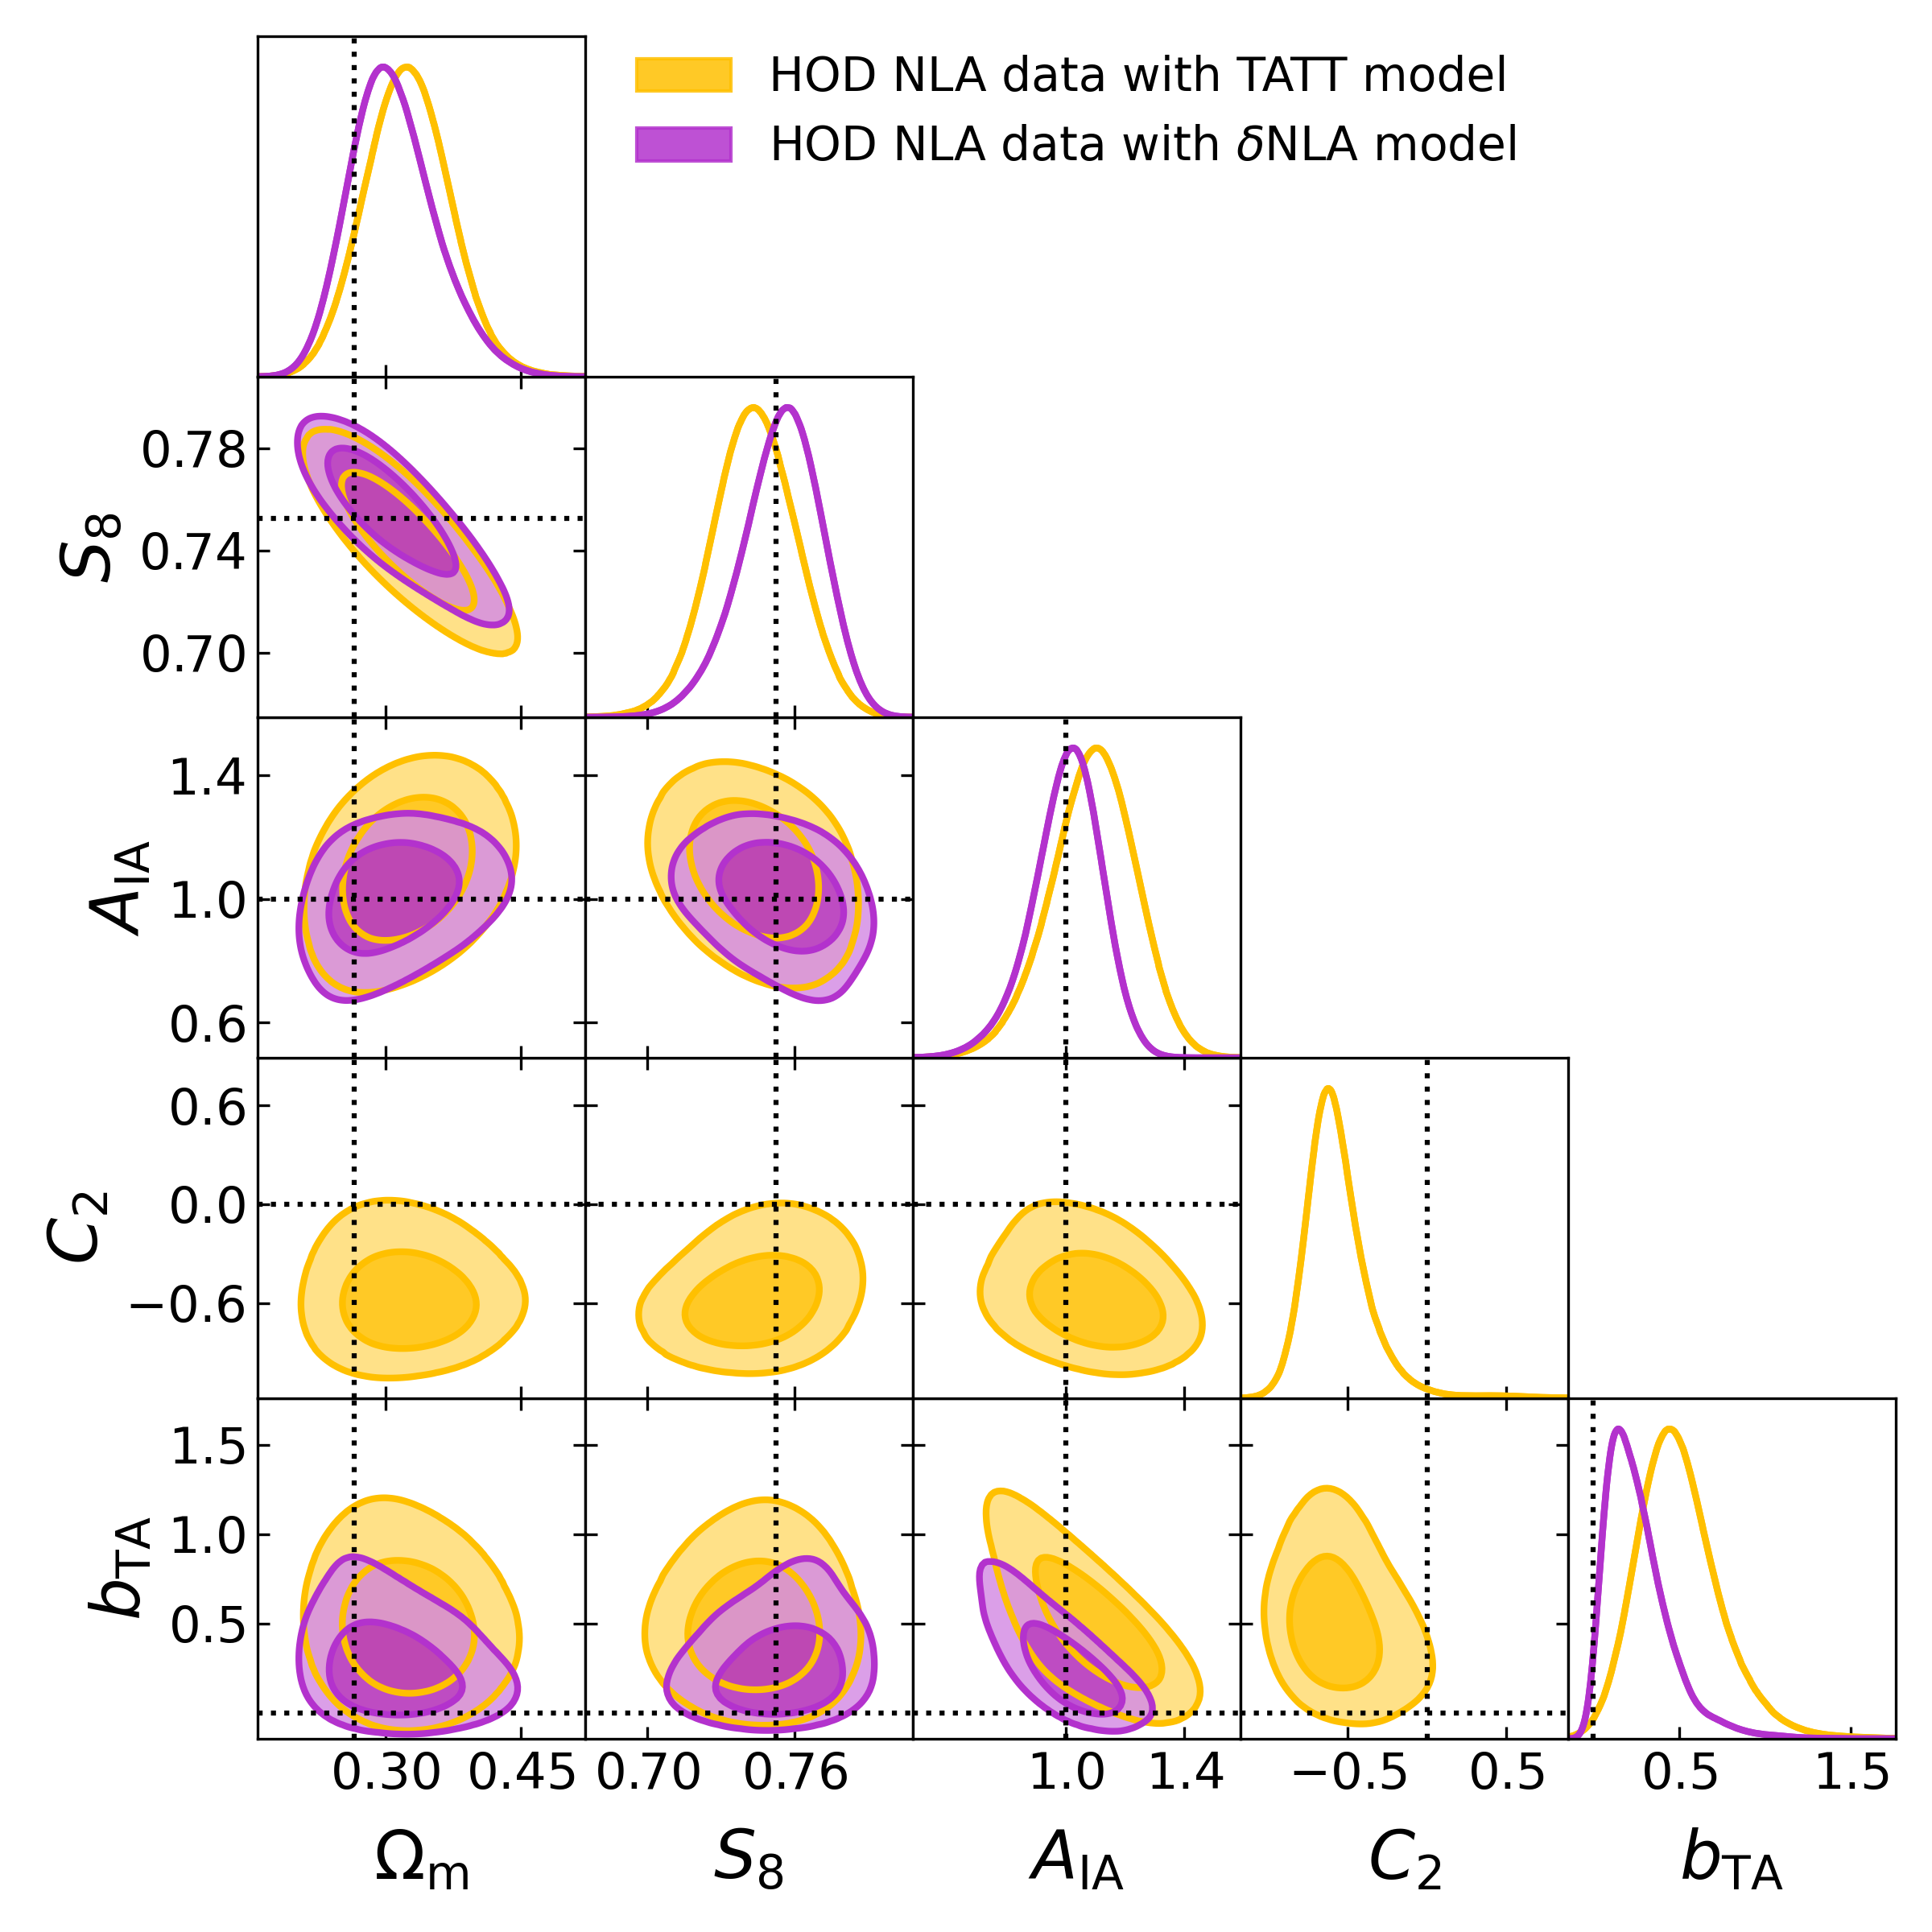 HOD NLA data with TATT model
HOD NLA data with δNLA model
S8
0.78
0.74
0.70
AIA
1.4
1.0
0.6
C2
0.6
0.0
−0.6
bTA
1.5
1.0
0.5
0.30 0.45 0.70 0.76 1.0 1.4 −0.5 0.5 0.5 1.5
Ωm S8 AIA C2 bTA